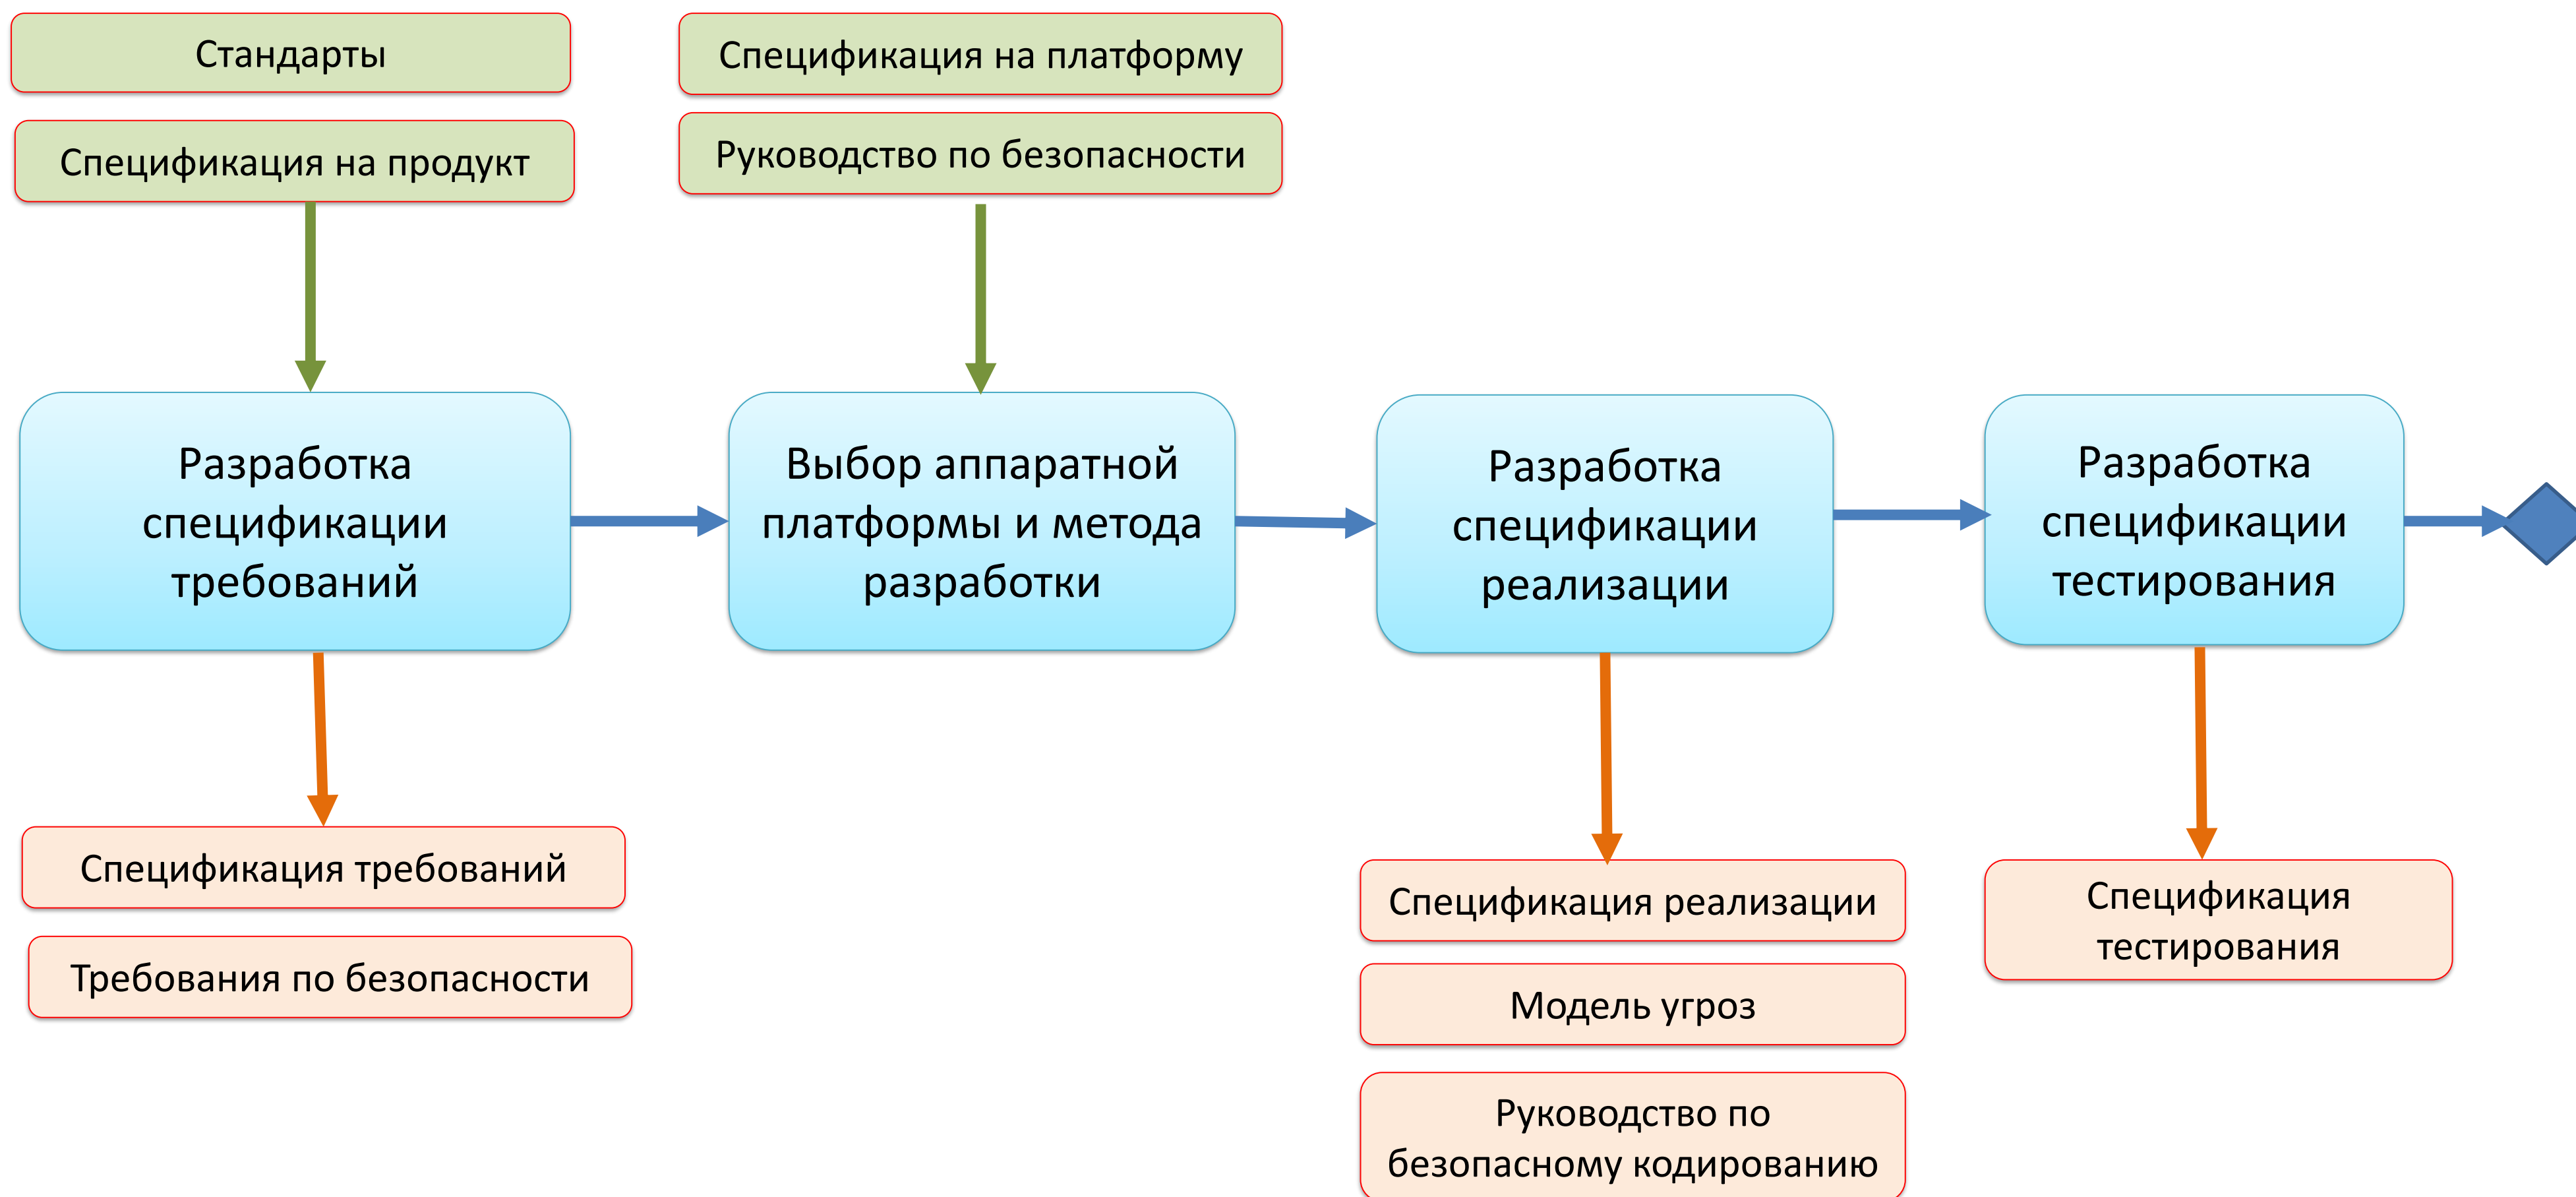 Стандарты
Спецификация на платформу
Спецификация на продукт
Руководство по безопасности
Разработка
спецификации
требований
Выбор аппаратной
платформы и метода
разработки
Разработка
спецификации
реализации
Разработка
спецификации
тестирования
Спецификация требований
Требования по безопасности
Спецификация реализации
Модель угроз
Руководство по
безопасному кодированию
Спецификация
тестирования